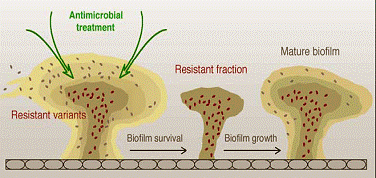 Antimicrobial
treatment
Mature biofilm
Resistant fraction
Resistant variants
Biofilm survival
Biofilm growth